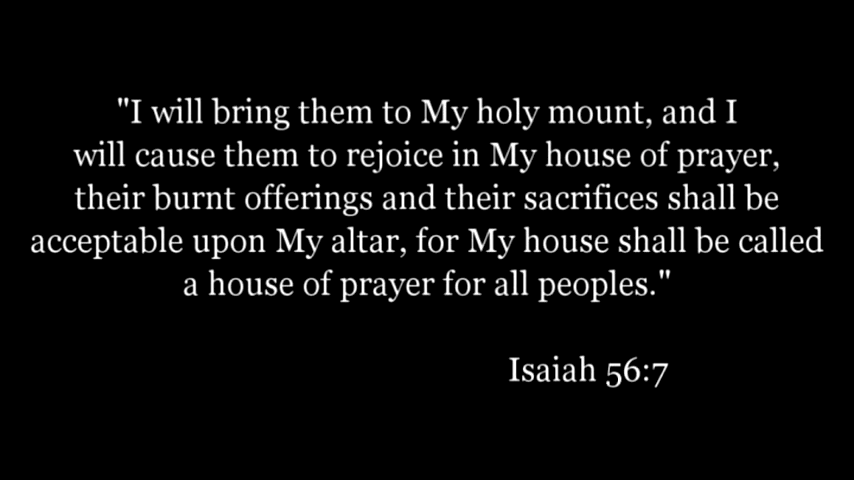 "I will bring them to My holy mount, and I
will cause them to rejoice in My house of prayer,
their burnt offerings and their sacrifices shall be
acceptable upon My altar, for My house shall be called
a house of prayer for all peoples."
Isaiah 56:7